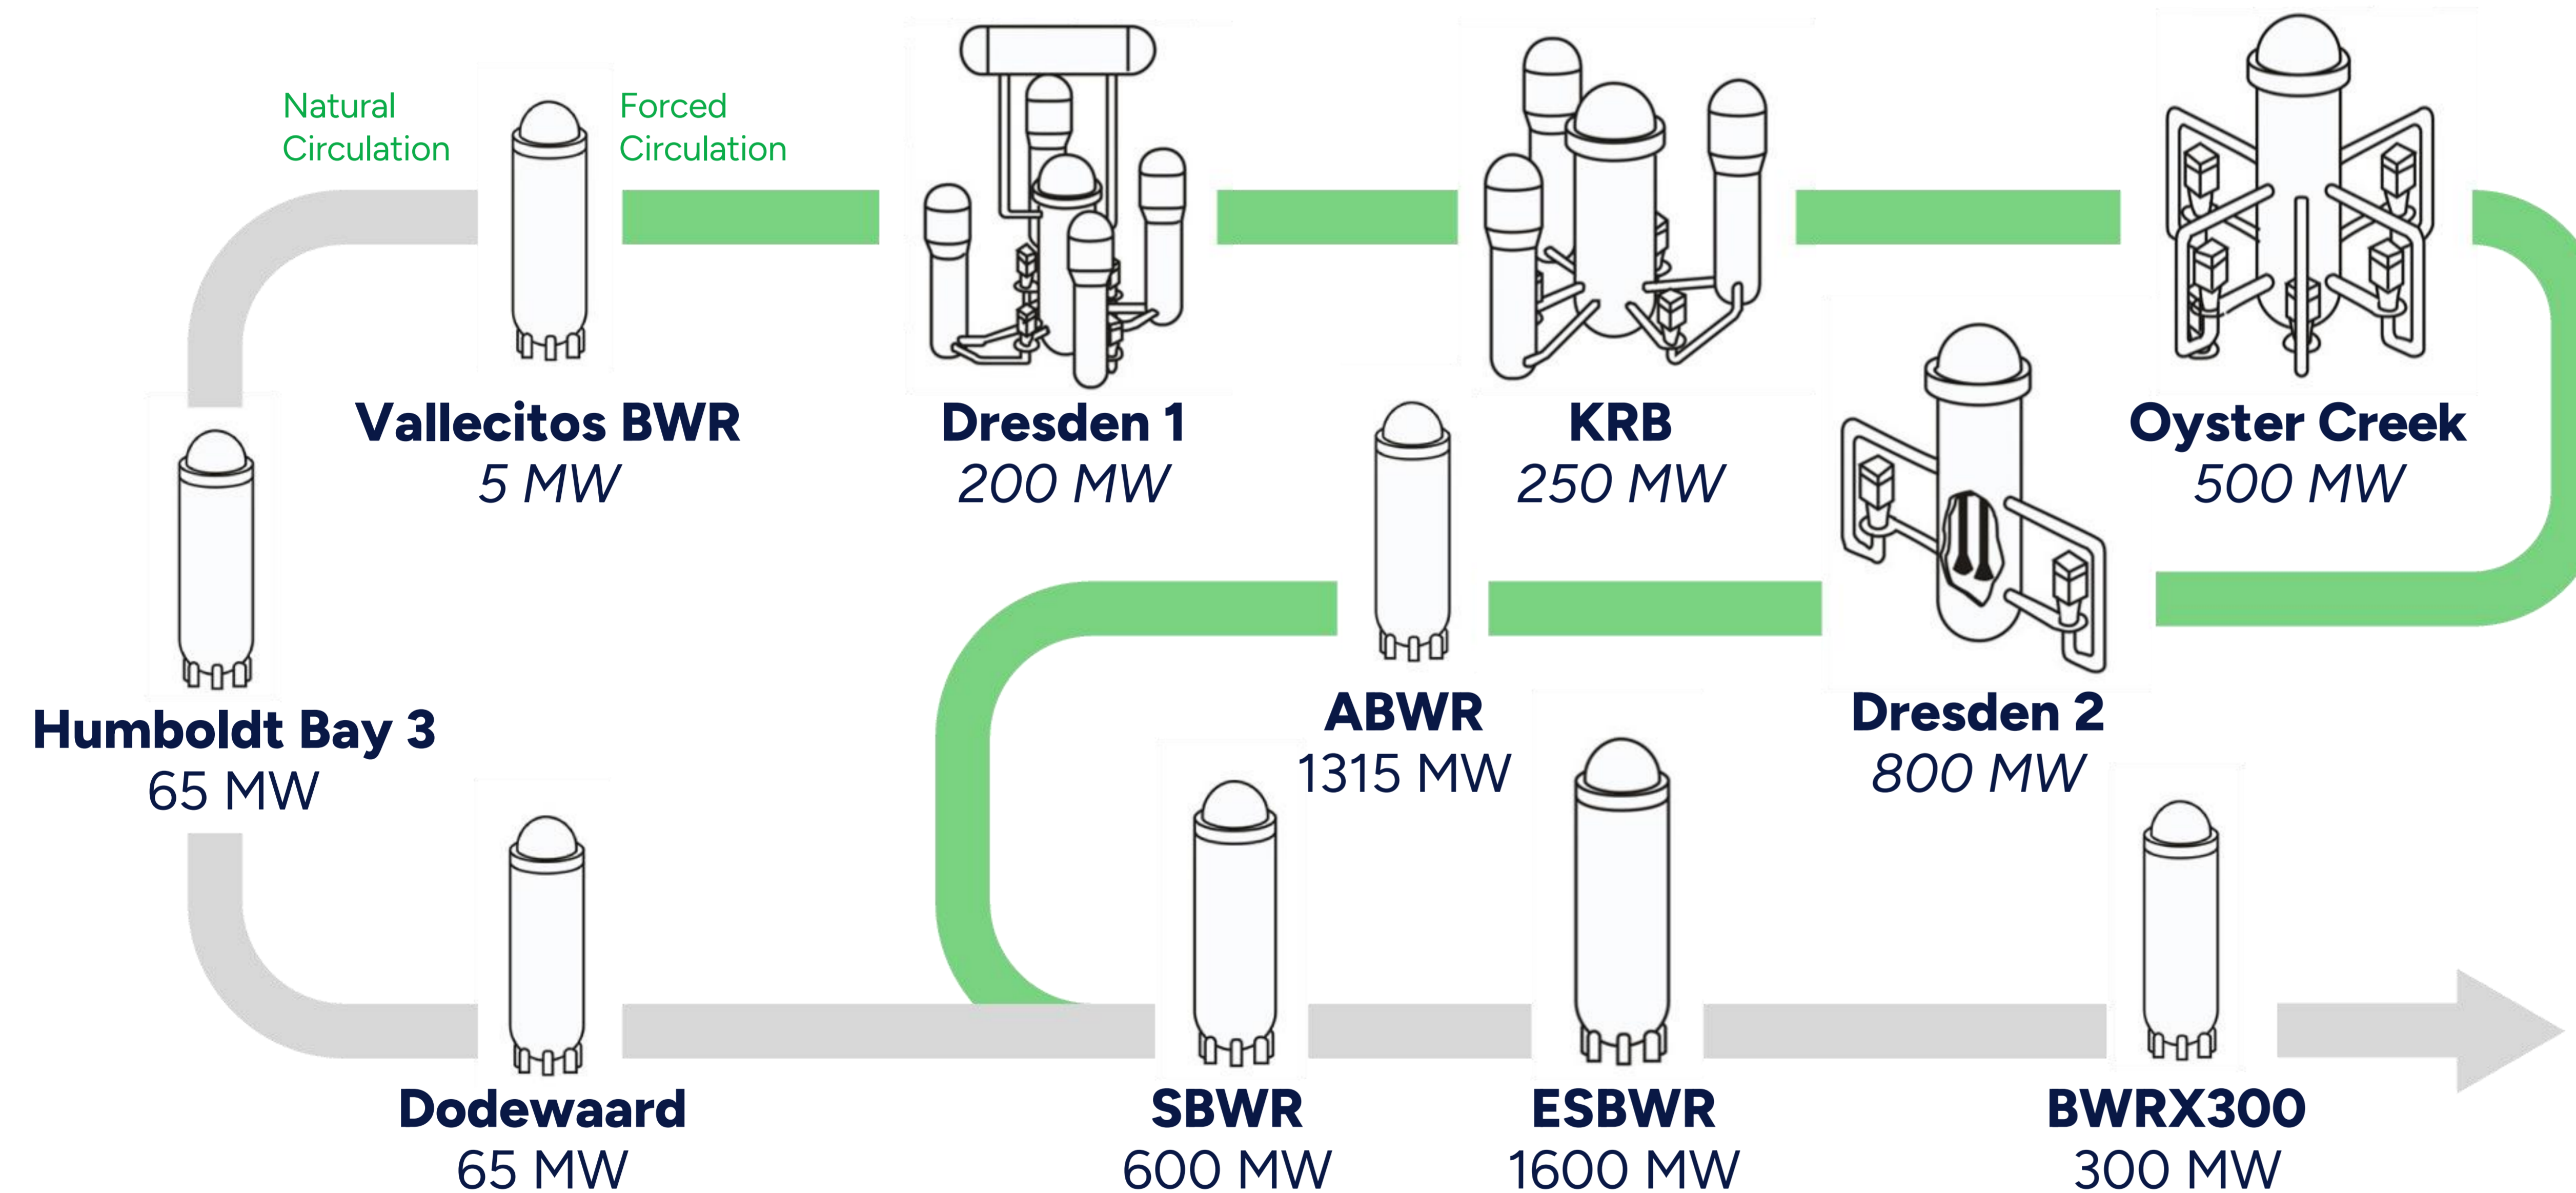 Natural
Circulation
Forced
Circulation
Vallecitos BWR
5 MW
Dresden 1
200 MW
KRB
250 MW
Oyster Creek
500 MW
Humboldt Bay 3
65 MW
ABWR
1315 MW
Dresden 2
800 MW
Dodewaard
65 MW
SBWR
600 MW
ESBWR
1600 MW
BWRX300
300 MW